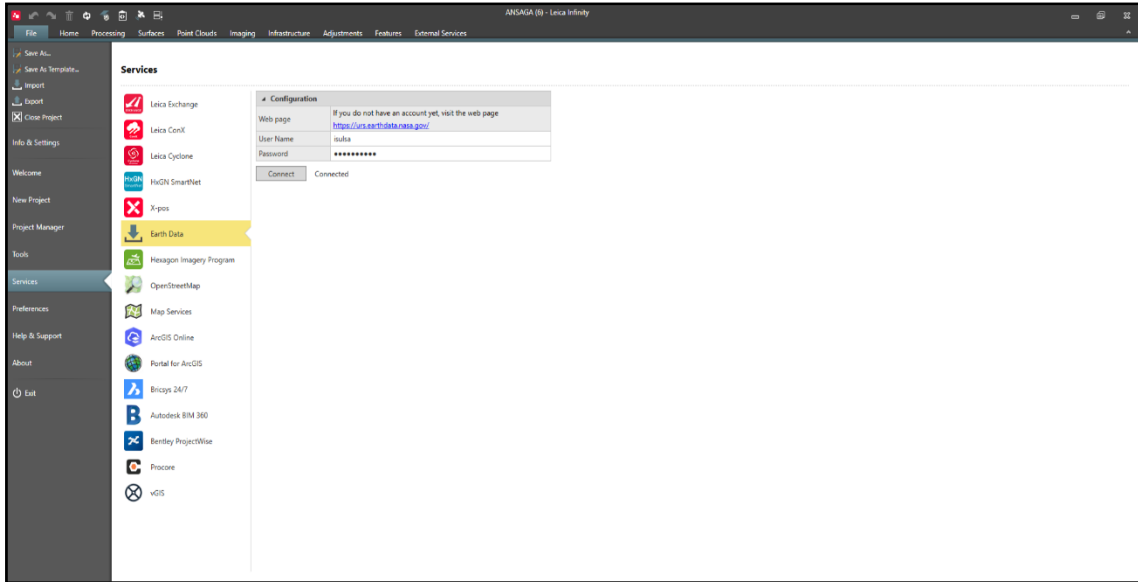 ANSAGA (6) - Leica Infinity
File Home Processing Surfaces Point Clouds Imaging Infrastructure Adjustments Features External Services
Save As...
Save As Template...
Import
Export
Close Project
Info & Settings
Welcome
New Project
Project Manager
Tools
Services
Preferences
Help & Support
About
Exit
Services
Leica Exchange
Leica ConX
Leica Cyclone
HxGN
HxGN SmartNet
X-pos
Earth Data
Hexagon Imagery Program
OpenStreetMap
Map Services
ArcGIS Online
Portal for ArcGIS
Bricsys 24/7
Autodesk BIM 360
Bentley ProjectWise
Procore
vGIS
Configuration
Web page
If you do not have an account yet, visit the web page
https://urs.earthdata.nasa.gov/
User Name isulsa
Password ••••••••••
Connect Connected